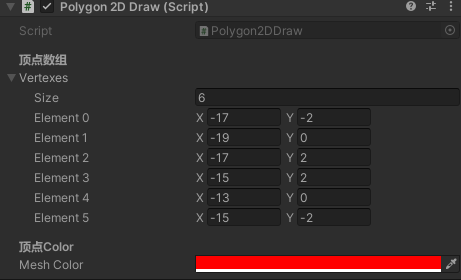 Polygon 2D Draw (Script)
Script Polygon2DDraw
顶点数组
Vertexes
Size 6
Element 0 X -17 Y -2
Element 1 X -19 Y 0
Element 2 X -17 Y 2
Element 3 X -15 Y 2
Element 4 X -13 Y 0
Element 5 X -15 Y -2
顶点Color
Mesh Color